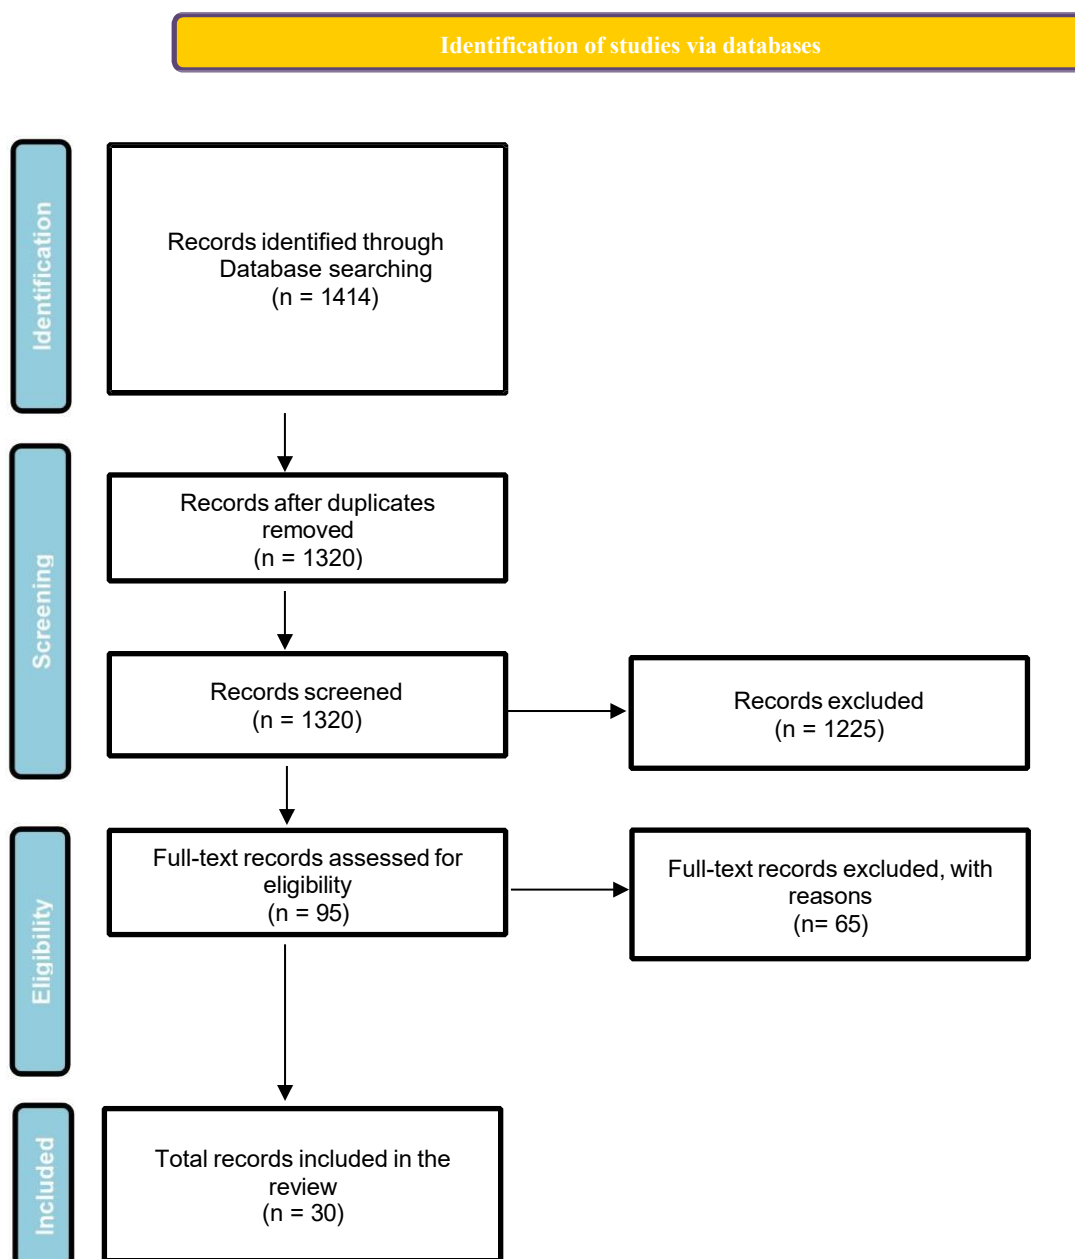 Identification of studies via databases
Identification
Records identified through
Database searching
(n = 1414)
Screening
Records after duplicates
removed
(n = 1320)
Records screened
(n = 1320)
Records excluded
(n = 1225)
Eligibility
Full-text records assessed for
eligibility
(n = 95)
Full-text records excluded, with
reasons
(n= 65)
Included
Total records included in the
review
(n = 30)